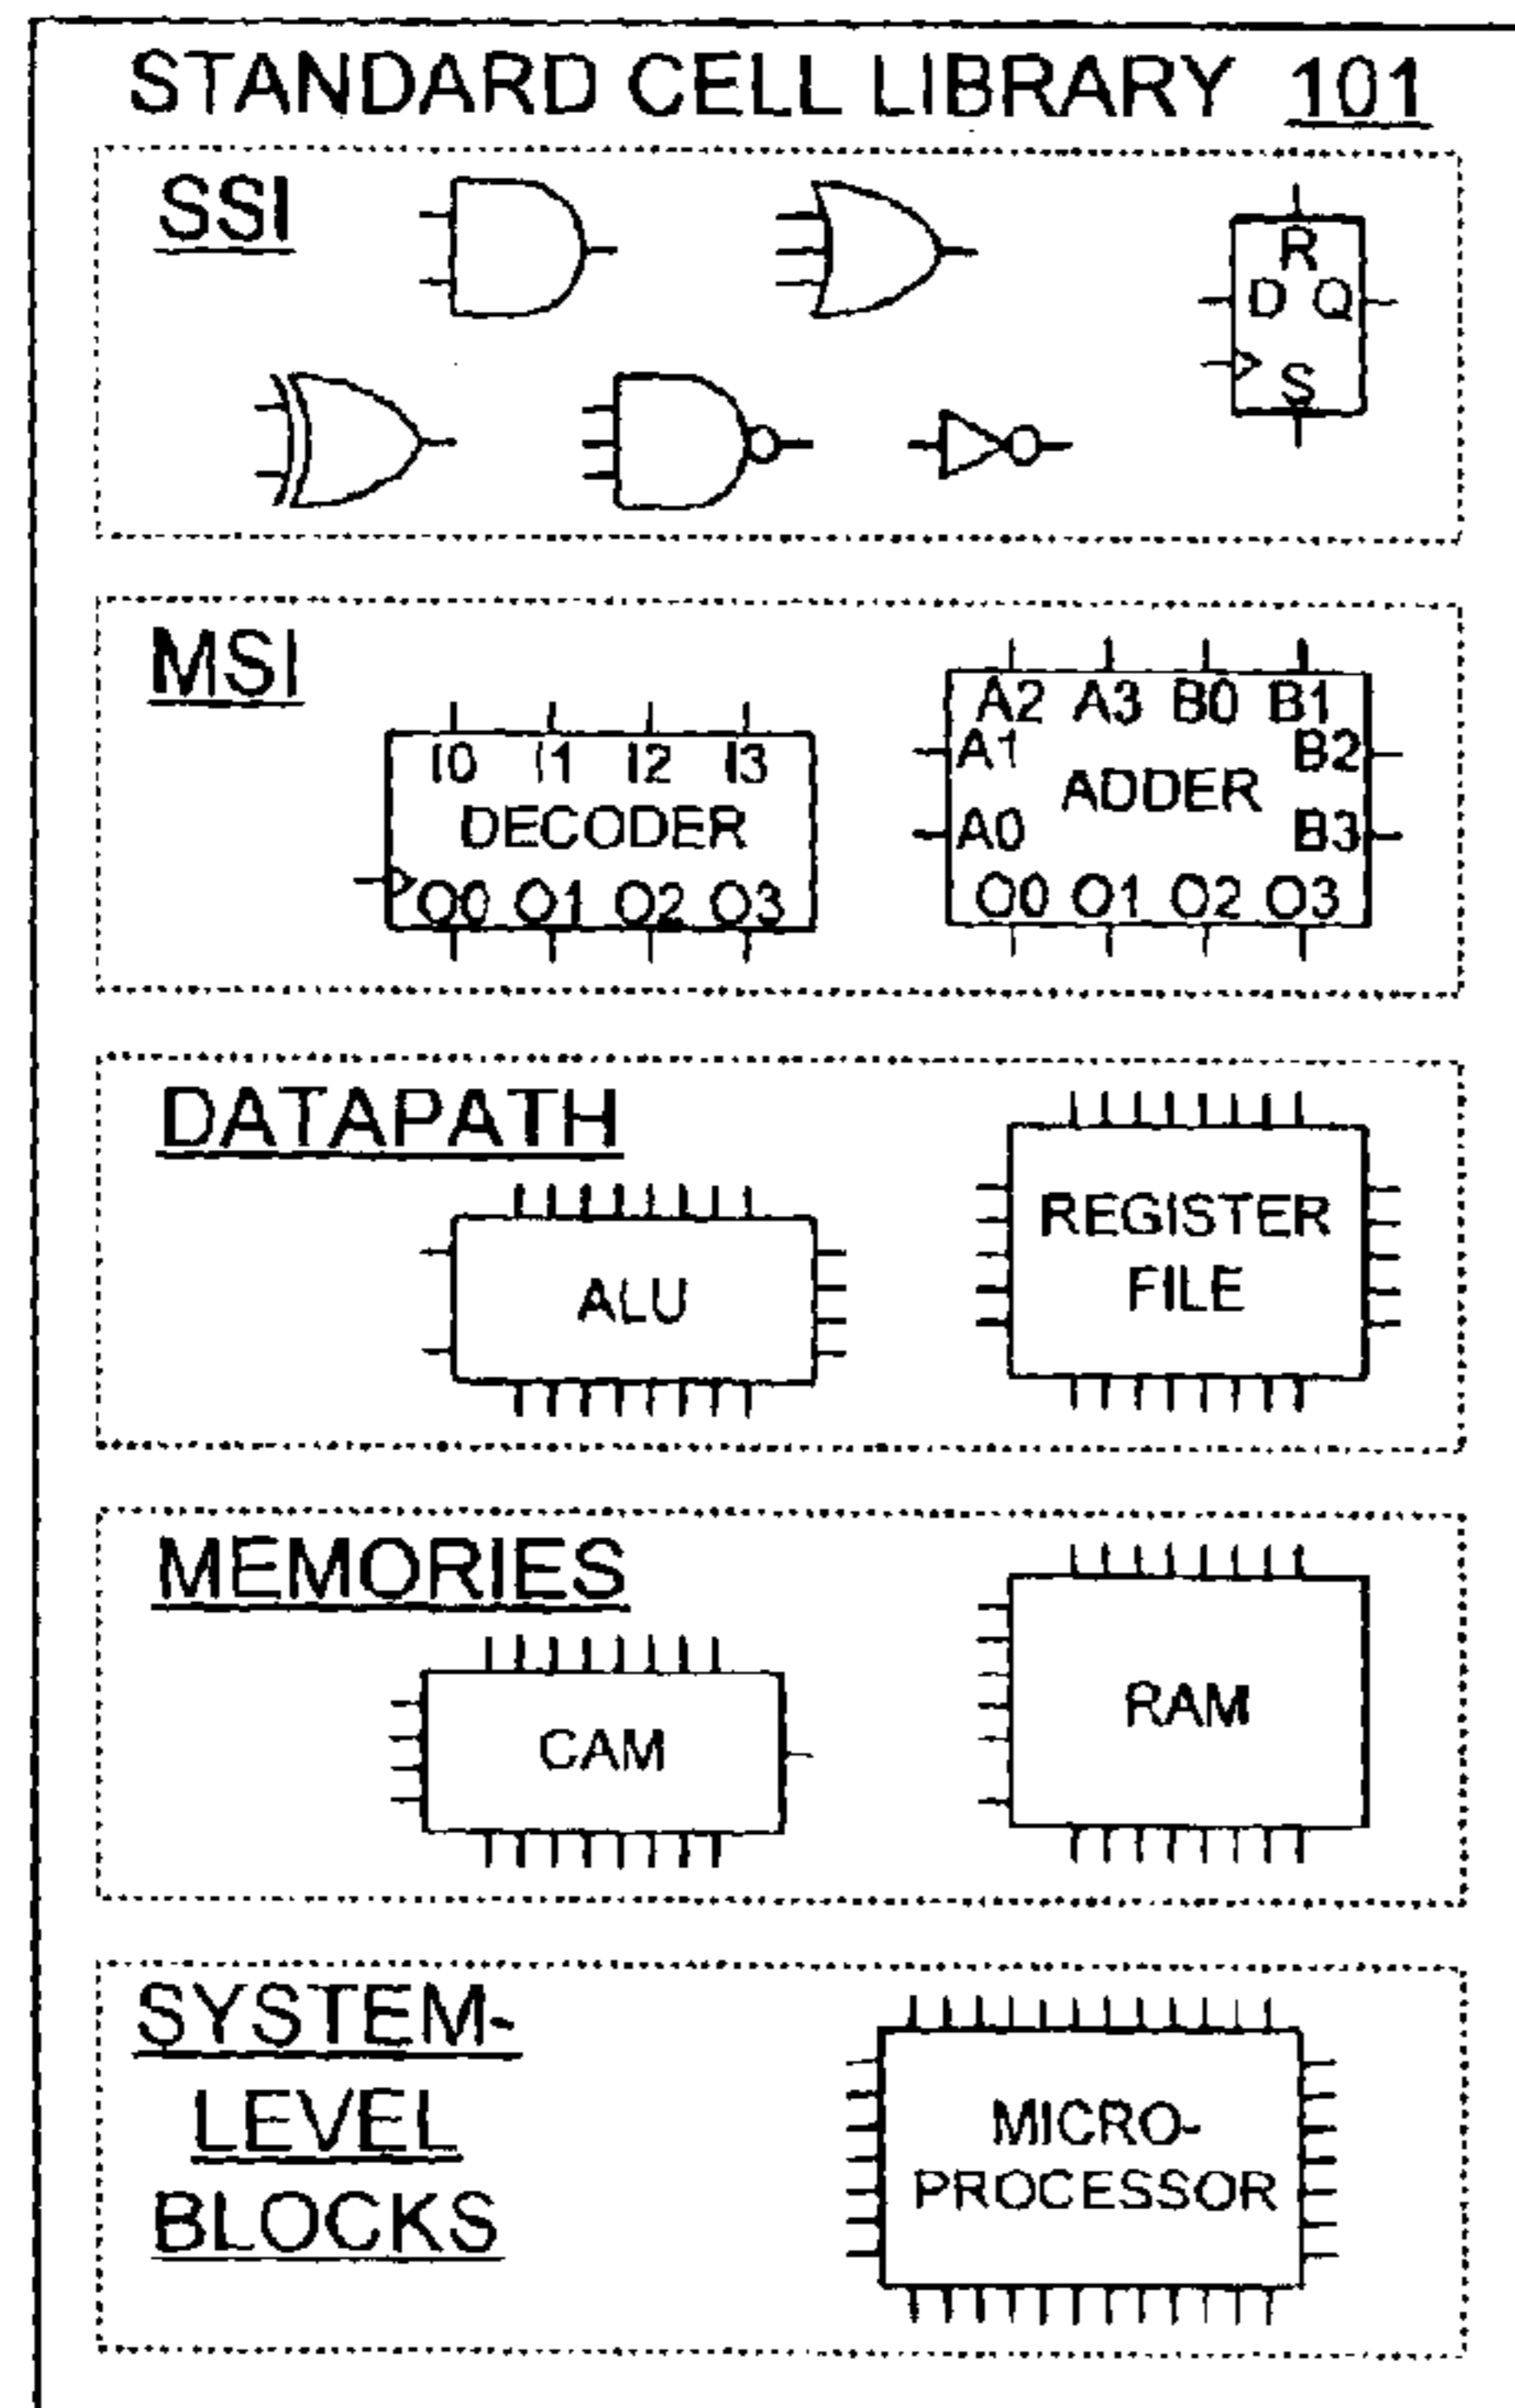 STANDARD CELL LIBRARY 101
SSI
R
D Q
S
MSI
I0 I1 I2 I3
DECODER
O0 O1 O2 O3
A2 A3 B0 B1
A1 B2
ADDER
A0 B3
O0 O1 O2 O3
DATAPATH
ALU
REGISTER
FILE
MEMORIES
CAM
RAM
SYSTEM-
LEVEL
BLOCKS
MICRO-
PROCESSOR